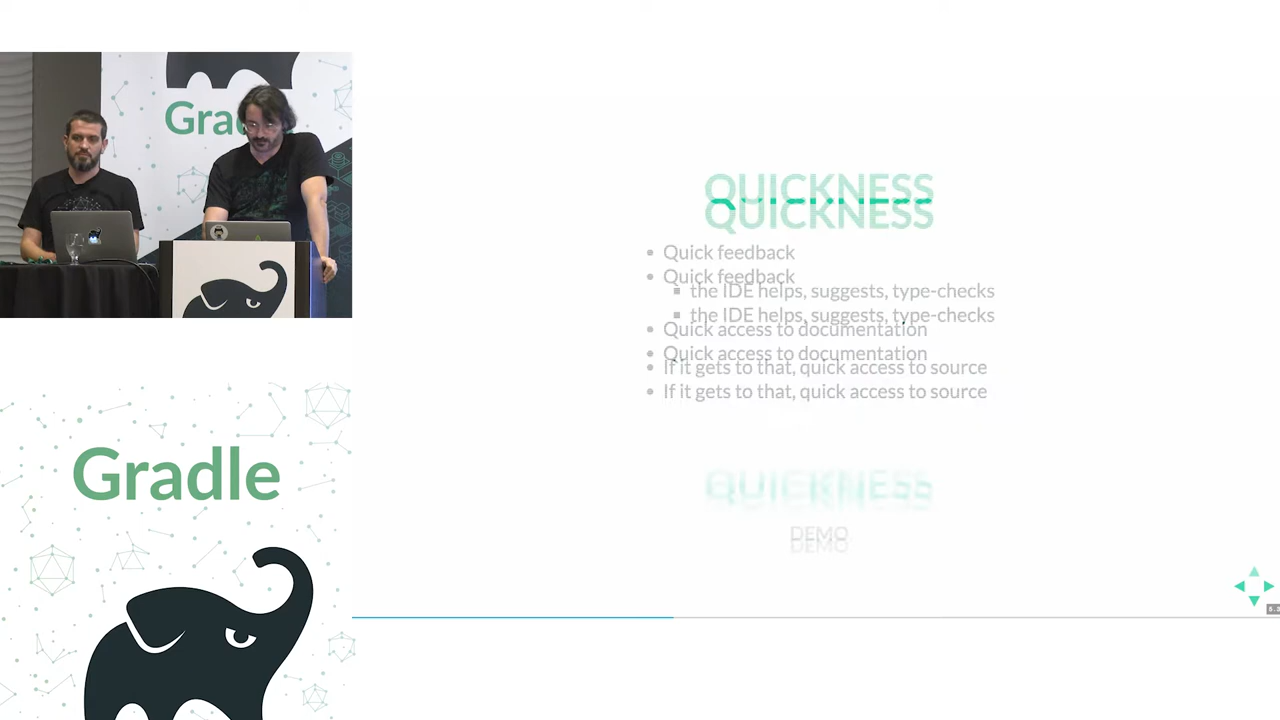 Grad
QUICKNESS
QUICKNESS
Quick feedback
Quick feedback
the IDE helps, suggests, type-checks
the IDE helps, suggests, type-checks
Quick access to documentation
Quick access to documentation
If it gets to that, quick access to source
If it gets to that, quick access to source
Gradle
QUICKNESS
DEMO
DEMO